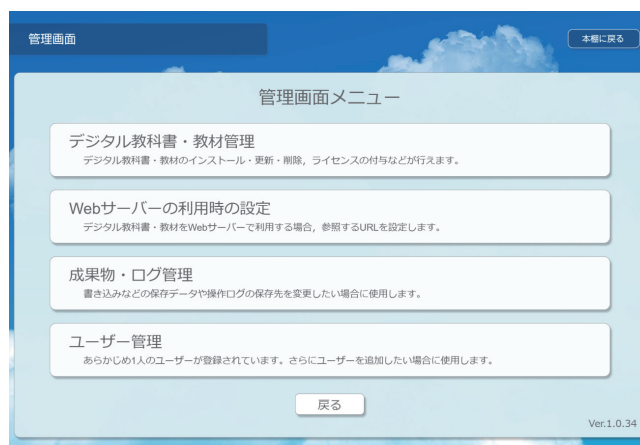 管理画面
本棚に戻る
管理画面メニュー
デジタル教科書・教材管理
デジタル教科書・教材のインストール・更新・削除，ライセンスの付与などが行えます。
Webサーバーの利用時の設定
デジタル教科書・教材をWebサーバーで利用する場合，参照するURLを設定します。
成果物・ログ管理
書き込みなどの保存データや操作ログの保存先を変更したい場合に使用します。
ユーザー管理
あらかじめ1人のユーザーが登録されています。さらにユーザーを追加したい場合に使用します。
戻る
Ver.1.0.34